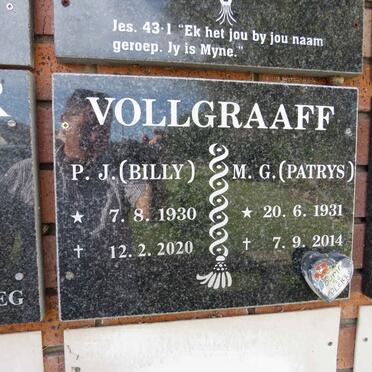 Jes. 43·1 "Ek het jou by jou naam
geroep. Jy is Myne."
VOLLGRAAFF
P. J. (BILLY) M. G. (PATRYS)
★ 7. 8. 1930 ★ 20. 6. 1931
† 12. 2. 2020 † 7. 9. 2014
R
EG